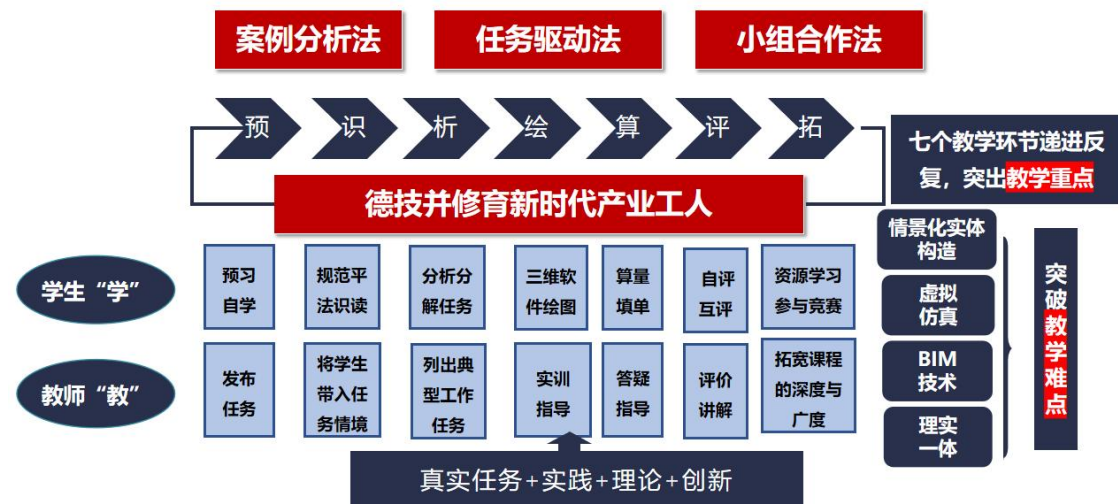 案例分析法
任务驱动法
小组合作法
预
识
析
绘
算
评
拓
七个教学环节递进反
复，突出教学重点
德技并修育新时代产业工人
学生“学”
预习
自学
规范平
法识读
分析分
解任务
三维软
件绘图
算量
填单
自评
互评
资源学习
参与竞赛
教师“教”
发布
任务
将学生
带入任
务情境
列出典
型工作
任务
实训
指导
答疑
指导
评价
讲解
拓宽课程
的深度与
广度
情景化实体
构造
虚拟
仿真
BIM
技术
理实
一体
突破教学难点
真实任务+实践+理论+创新